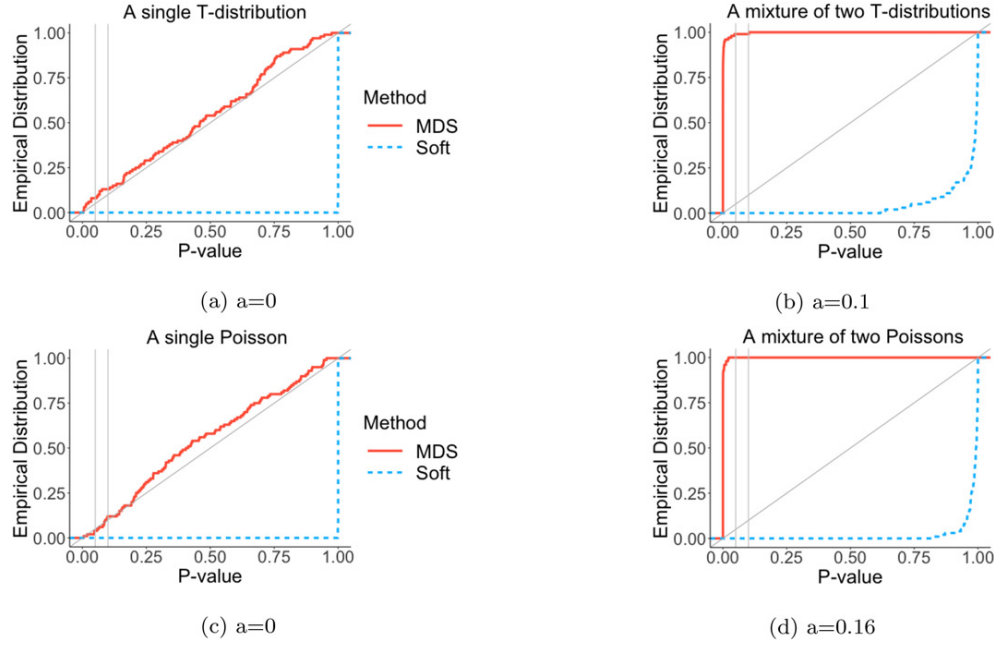 A single T-distribution
Empirical Distribution
1.00
0.75
0.50
0.25
0.00
0.00 0.25 0.50 0.75 1.00
P-value
Method
MDS
Soft
(a) a=0
A mixture of two T-distributions
Empirical Distribution
1.00
0.75
0.50
0.25
0.00
0.00 0.25 0.50 0.75 1.00
P-value
(b) a=0.1
A single Poisson
Empirical Distribution
1.00
0.75
0.50
0.25
0.00
0.00 0.25 0.50 0.75 1.00
P-value
Method
MDS
Soft
(c) a=0
A mixture of two Poissons
Empirical Distribution
1.00
0.75
0.50
0.25
0.00
0.00 0.25 0.50 0.75 1.00
P-value
(d) a=0.16